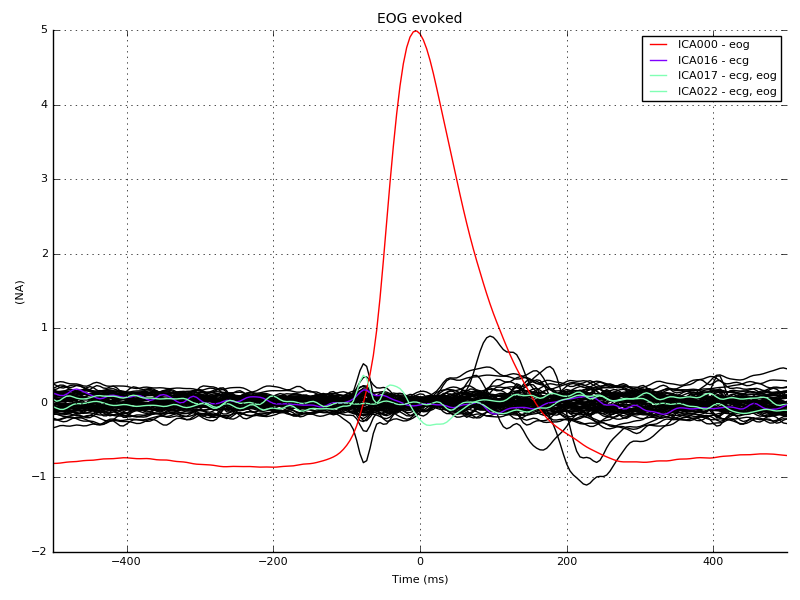 EOG evoked
ICA000 - eog
ICA016 - ecg
ICA017 - ecg, eog
ICA022 - ecg, eog
5
4
3
2
1
0
−1
−2
(NA)
−400
−200
0
200
400
Time (ms)